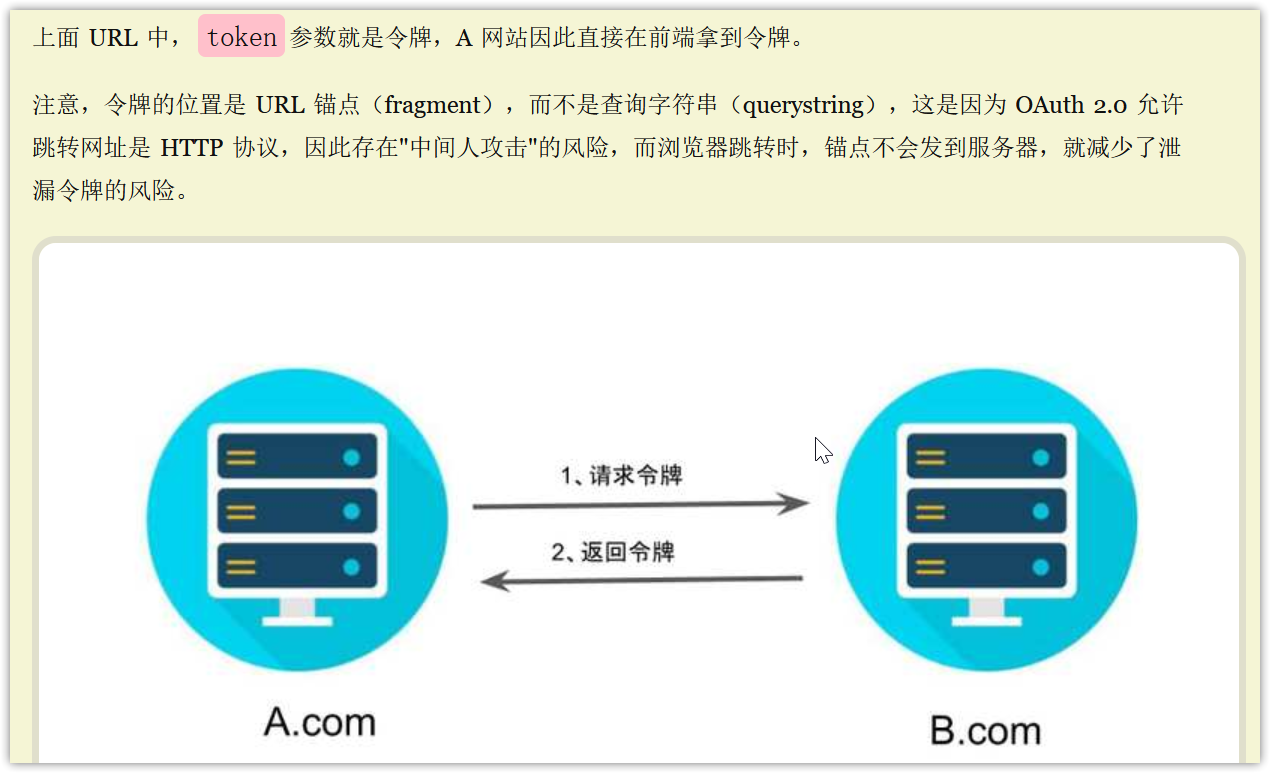 上面 URL 中， token 参数就是令牌，A 网站因此直接在前端拿到令牌。
注意，令牌的位置是 URL 锚点（fragment），而不是查询字符串（querystring），这是因为 OAuth 2.0 允许
跳转网址是 HTTP 协议，因此存在"中间人攻击"的风险，而浏览器跳转时，锚点不会发到服务器，就减少了泄
漏令牌的风险。
1、请求令牌
2、返回令牌
A.com
B.com